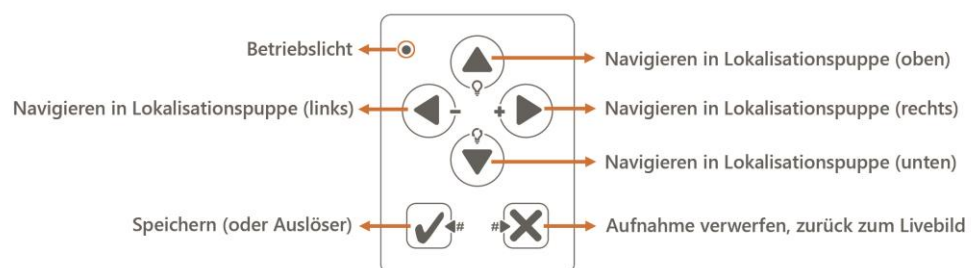 Betriebslicht
Navigieren in Lokalisationspuppe (oben)
Navigieren in Lokalisationspuppe (links)
-
+
Navigieren in Lokalisationspuppe (rechts)
Navigieren in Lokalisationspuppe (unten)
Speichern (oder Auslöser)
#
#
Aufnahme verwerfen, zurück zum Livebild